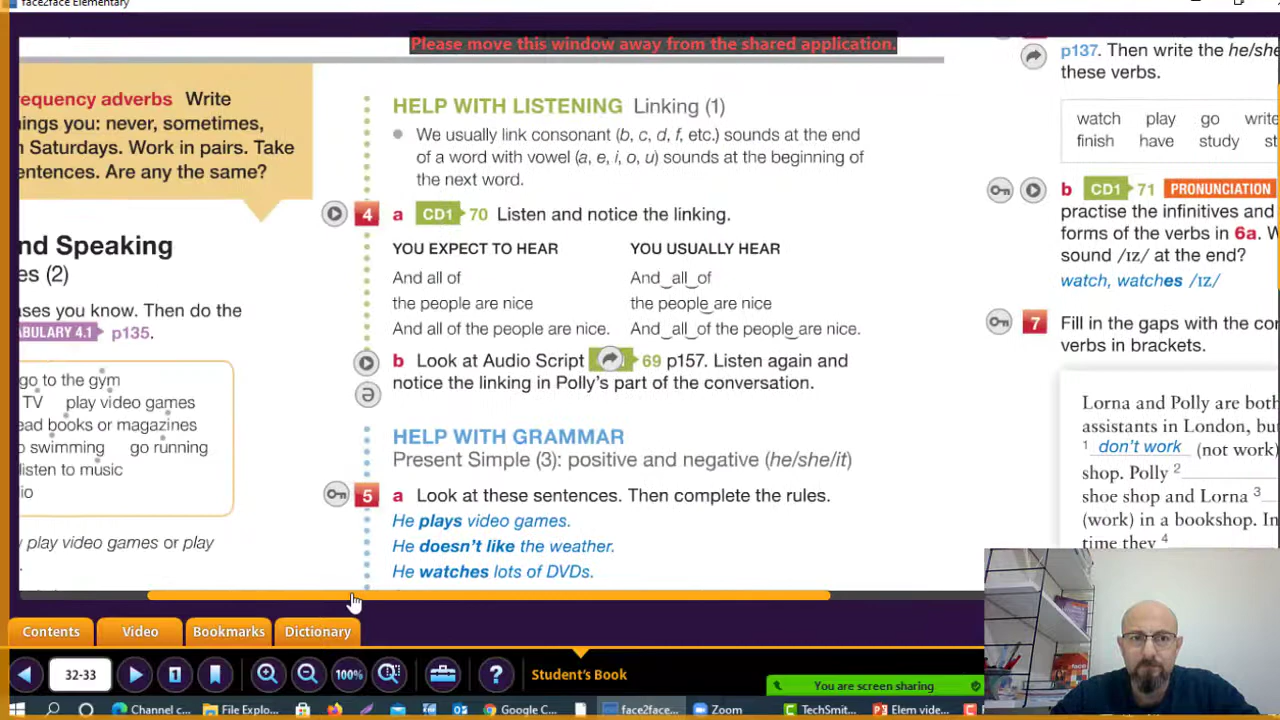 face2face Elementary
Please move this window away from the shared application.
equency adverbs Write
ings you: never, sometimes,
Saturdays. Work in pairs. Take
entences. Are any the same?
nd Speaking
es (2)
ases you know. Then do the
ABULARY 4.1 p135.
go to the gym
TV play video games
ead books or magazines
swimming go running
listen to music
io
play video games or play
HELP WITH LISTENING Linking (1)
We usually link consonant (b, c, d, f, etc.) sounds at the end
of a word with vowel (a, e, i, o, u) sounds at the beginning of
the next word.
4 a CD1 70 Listen and notice the linking.
YOU EXPECT TO HEAR YOU USUALLY HEAR
And all of And‿all‿of
the people are nice the people‿are nice
And all of the people are nice. And‿all‿of the people‿are nice.
b Look at Audio Script 69 p157. Listen again and
notice the linking in Polly's part of the conversation.
HELP WITH GRAMMAR
Present Simple (3): positive and negative (he/she/it)
5 a Look at these sentences. Then complete the rules.
He plays video games.
He doesn't like the weather.
He watches lots of DVDs.
p137. Then write the he/she
these verbs.
watch play go write
finish have study st
b CD1 71 PRONUNCIATION
practise the infinitives and
forms of the verbs in 6a. W
sound /ɪz/ at the end?
watch, watches /ɪz/
7 Fill in the gaps with the cor
verbs in brackets.
Lorna and Polly are both
assistants in London, but
1 don't work (not work)
shop. Polly 2
shoe shop and Lorna 3
(work) in a bookshop. In
time they 4
Contents Video Bookmarks Dictionary
32-33 1 100% ? Student's Book
You are screen sharing
Channel c... File Explo... Google C... face2face... Zoom TechSmit... Elem vide...